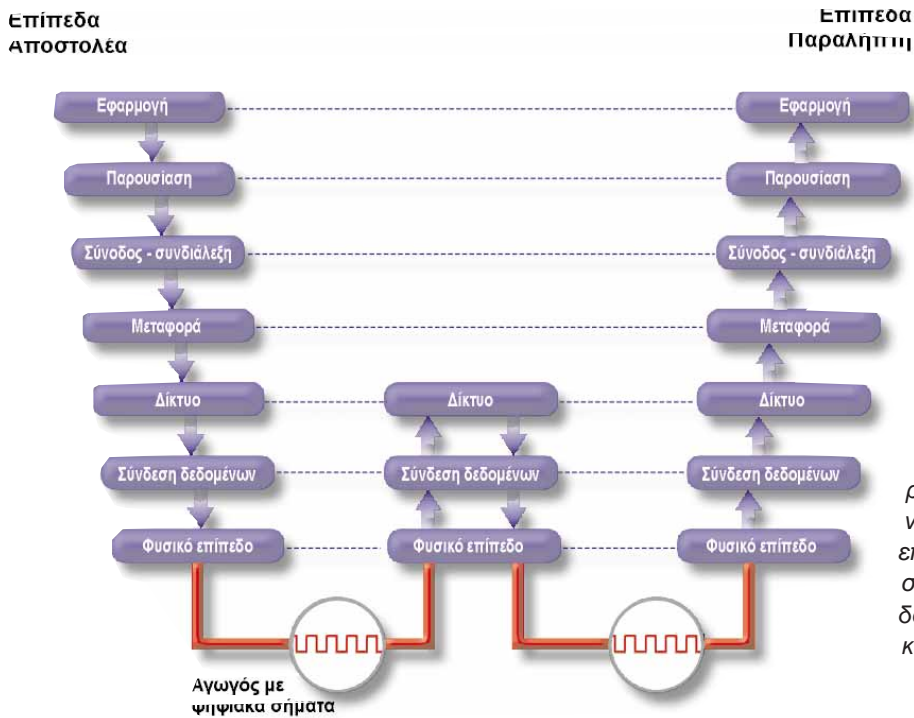 Επίπεδα
Αποστολέα
Επίπεδα
Παραλήπτη
Εφαρμογή
Εφαρμογή
Παρουσίαση
Παρουσίαση
Σύνοδος - συνδιάλεξη
Σύνοδος - συνδιάλεξη
Μεταφορά
Μεταφορά
Δίκτυο
Δίκτυο
Δίκτυο
Σύνδεση δεδομένων
Σύνδεση δεδομένων
Σύνδεση δεδομένων
Φυσικό επίπεδο
Φυσικό επίπεδο
Φυσικό επίπεδο
Αγωγός με
ψηφιακά σήματα